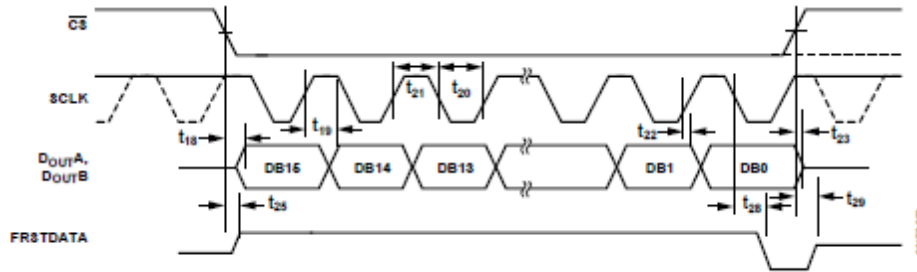 CS
SCLK
t21 t20
t18 t19 t22 t23
DOUTA,
DOUTB
DB15 DB14 DB13 DB1 DB0
t25 t28 t29
FRSTDATA